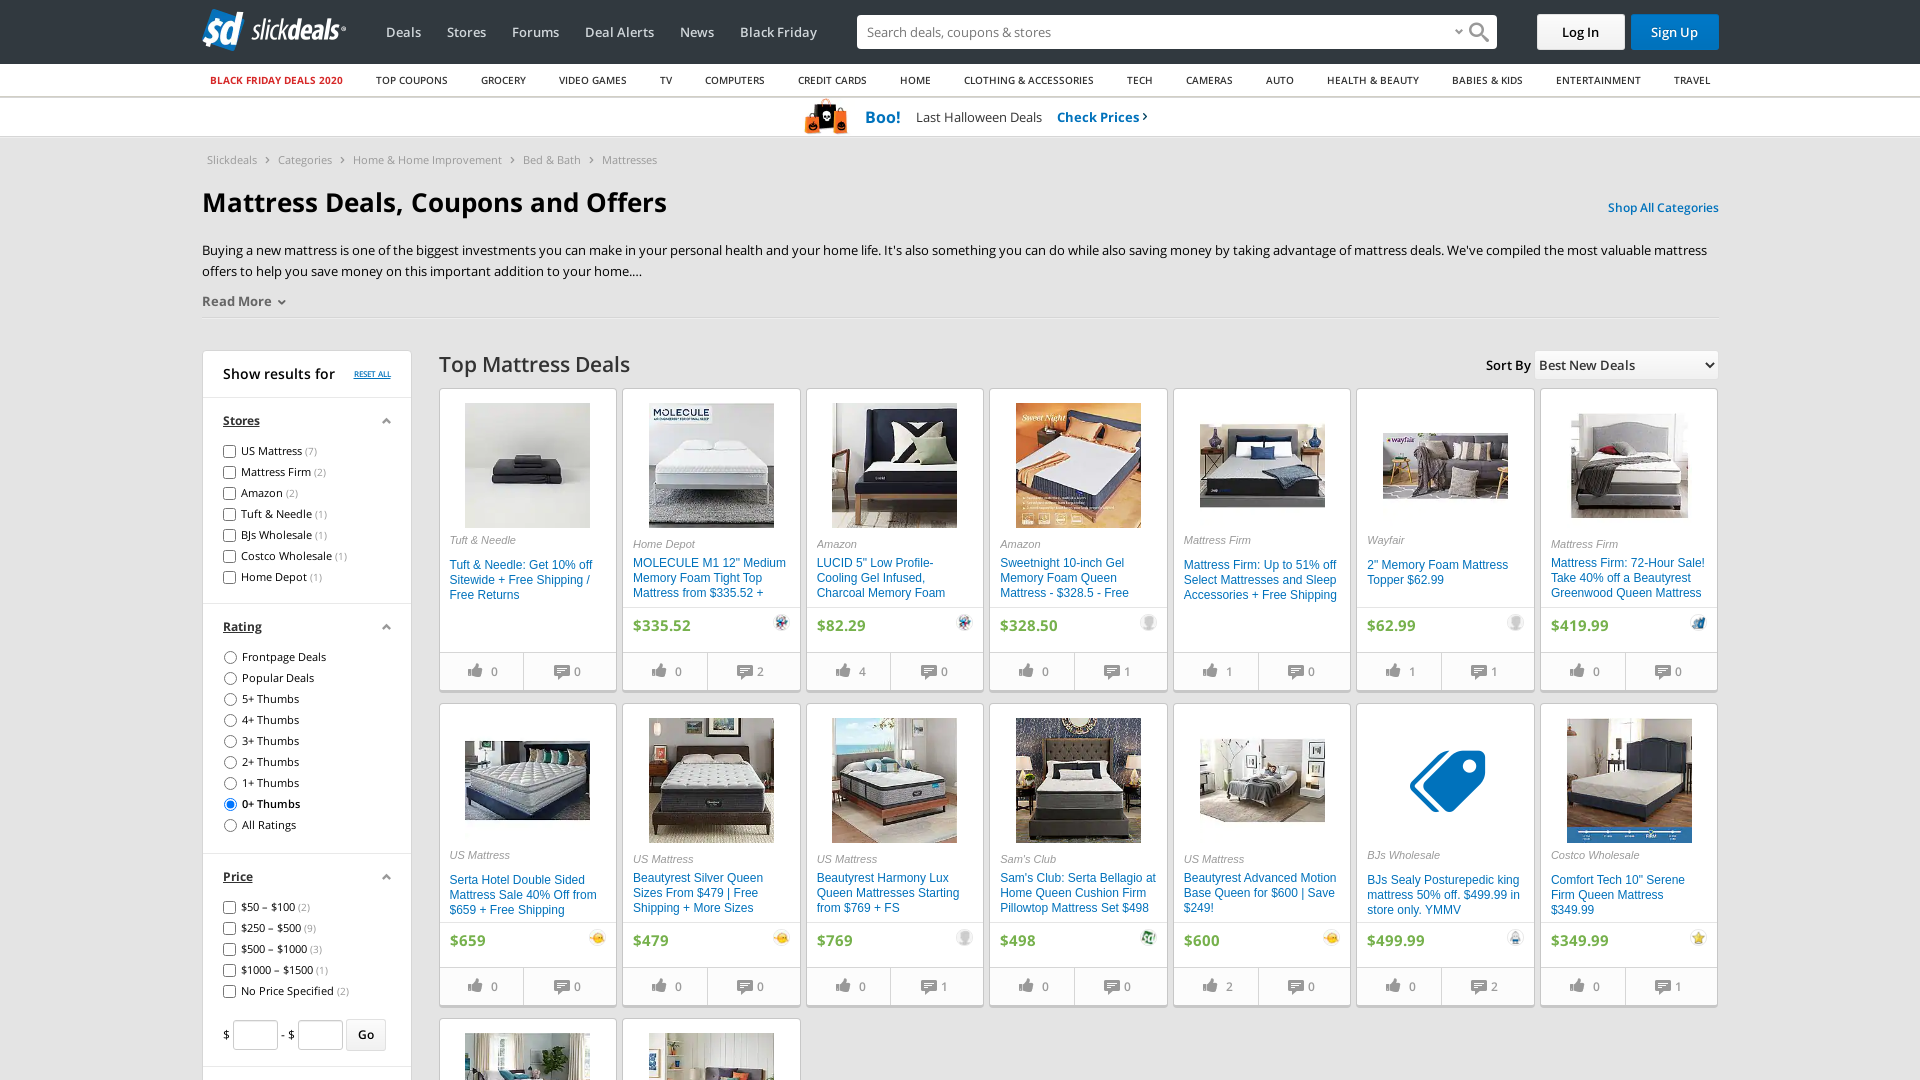 slickdeals
Deals
Stores
Forums
Deal Alerts
News
Black Friday
Search deals, coupons & stores
Log In
Sign Up
BLACK FRIDAY DEALS 2020
TOP COUPONS
GROCERY
VIDEO GAMES
TV
COMPUTERS
CREDIT CARDS
HOME
CLOTHING & ACCESSORIES
TECH
CAMERAS
AUTO
HEALTH & BEAUTY
BABIES & KIDS
ENTERTAINMENT
TRAVEL
Boo! Last Halloween Deals Check Prices
Slickdeals > Categories > Home & Home Improvement > Bed & Bath > Mattresses
Mattress Deals, Coupons and Offers
Shop All Categories
Buying a new mattress is one of the biggest investments you can make in your personal health and your home life. It's also something you can do while also saving money by taking advantage of mattress deals. We've compiled the most valuable mattress
offers to help you save money on this important addition to your home....
Read More
Show results for
RESET ALL
Stores
US Mattress (7)
Mattress Firm (2)
Amazon (2)
Tuft & Needle (1)
BJs Wholesale (1)
Costco Wholesale (1)
Home Depot (1)
Rating
Frontpage Deals
Popular Deals
5+ Thumbs
4+ Thumbs
3+ Thumbs
2+ Thumbs
1+ Thumbs
0+ Thumbs
All Ratings
Price
$50 – $100 (2)
$250 – $500 (9)
$500 – $1000 (3)
$1000 – $1500 (1)
No Price Specified (2)
$ - $ Go
Top Mattress Deals
Sort By Best New Deals
Tuft & Needle
Tuft & Needle: Get 10% off
Sitewide + Free Shipping /
Free Returns
0
0
MOLECULE
Home Depot
MOLECULE M1 12" Medium
Memory Foam Tight Top
Mattress from $335.52 +
$335.52
0
2
Amazon
LUCID 5" Low Profile-
Cooling Gel Infused,
Charcoal Memory Foam
$82.29
4
0
Sweet Night
Amazon
Sweetnight 10-inch Gel
Memory Foam Queen
Mattress - $328.5 - Free
$328.50
0
1
Mattress Firm
Mattress Firm: Up to 51% off
Select Mattresses and Sleep
Accessories + Free Shipping
1
0
wayfair
Wayfair
2" Memory Foam Mattress
Topper $62.99
$62.99
1
1
Mattress Firm
Mattress Firm: 72-Hour Sale!
Take 40% off a Beautyrest
Greenwood Queen Mattress
$419.99
0
0
US Mattress
Serta Hotel Double Sided
Mattress Sale 40% Off from
$659 + Free Shipping
$659
0
0
US Mattress
Beautyrest Silver Queen
Sizes From $479 | Free
Shipping + More Sizes
$479
0
0
US Mattress
Beautyrest Harmony Lux
Queen Mattresses Starting
from $769 + FS
$769
0
1
Sam's Club
Sam's Club: Serta Bellagio at
Home Queen Cushion Firm
Pillowtop Mattress Set $498
$498
0
0
US Mattress
Beautyrest Advanced Motion
Base Queen for $600 | Save
$249!
$600
2
0
BJs Wholesale
BJs Sealy Posturepedic king
mattress 50% off. $499.99 in
store only. YMMV
$499.99
0
2
FIRM
Costco Wholesale
Comfort Tech 10" Serene
Firm Queen Mattress
$349.99
$349.99
0
1